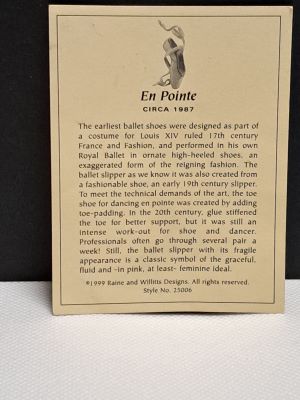 En Pointe
CIRCA 1987
The earliest ballet shoes were designed as part of
a costume for Louis XIV ruled 17th century
France and Fashion, and performed in his own
Royal Ballet in ornate high-heeled shoes, an
exaggerated form of the reigning fashion. The
ballet slipper as we know it was also created from
a fashionable shoe, an early 19th century slipper.
To meet the technical demands of the art, the toe
shoe for dancing en pointe was created by adding
toe-padding. In the 20th century, glue stiffened
the toe for better support, but it was still an
intense work-out for shoe and dancer.
Professionals often go through several pair a
week! Still, the ballet slipper with its fragile
appearance is a classic symbol of the graceful,
fluid and -in pink, at least- feminine ideal.
©1999 Raine and Willitts Designs. All rights reserved.
Style No. 25006